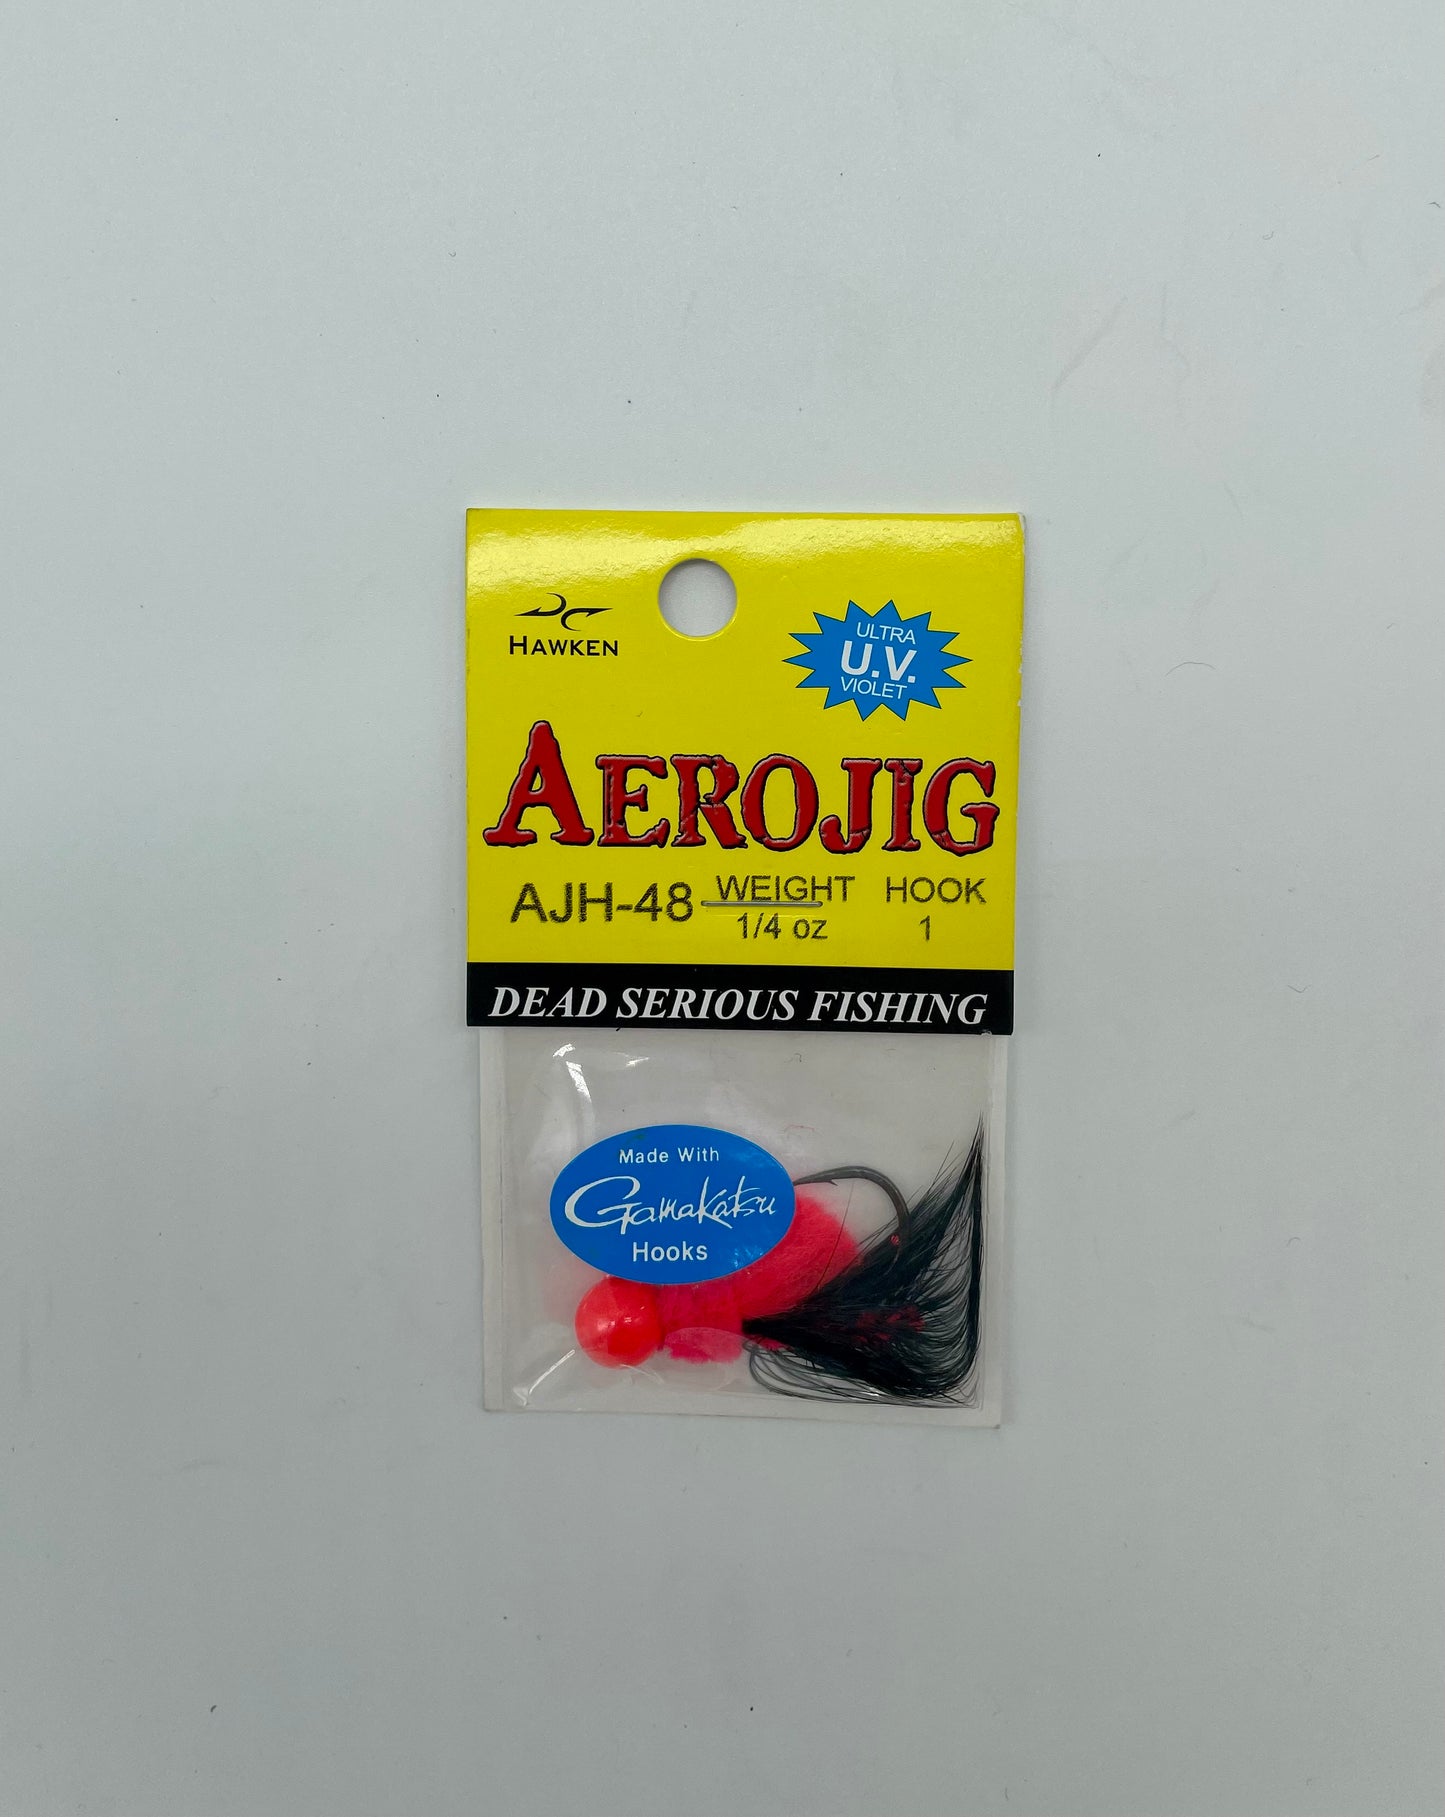 HAWKEN
ULTRA
U.V.
VIOLET
AEROJIG
AJH-48 WEIGHT HOOK
1/4 oz 1
DEAD SERIOUS FISHING
Made With
Gamakatsu
Hooks